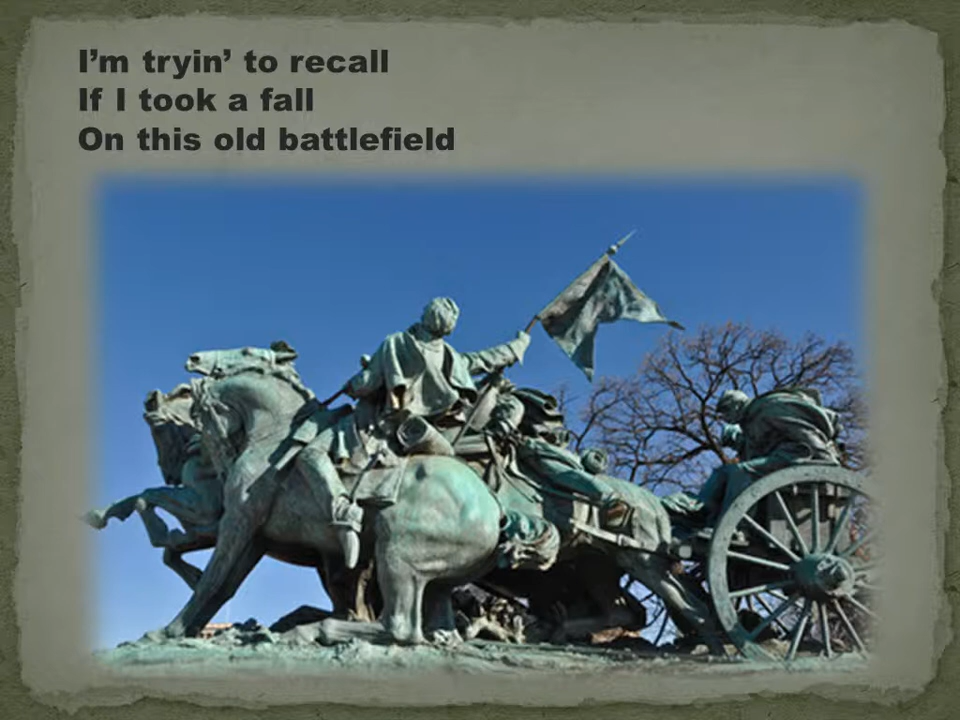 I’m tryin’ to recall
If I took a fall
On this old battlefield